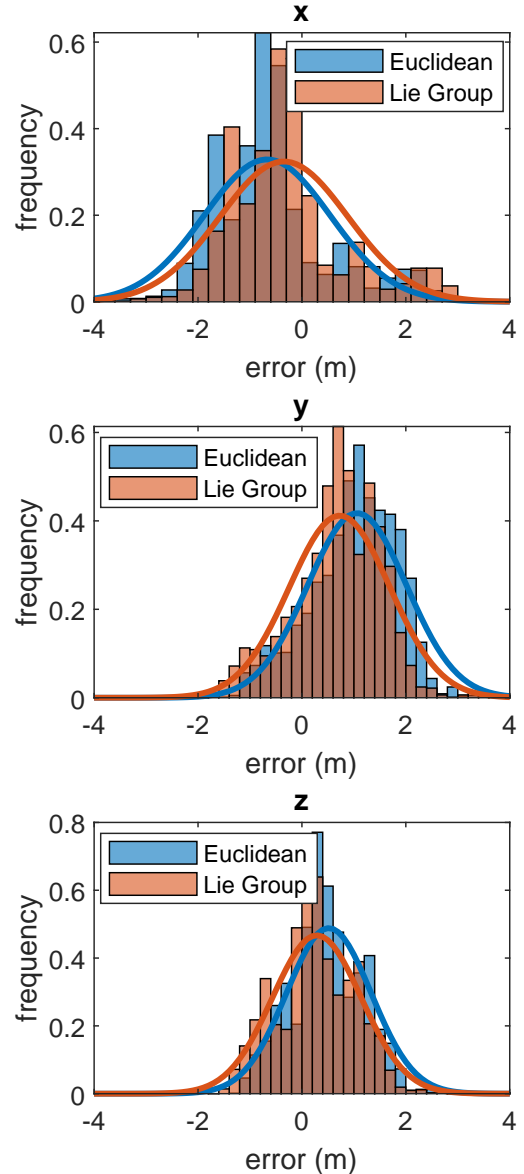 x
0.6
0.4
0.2
0
frequency
Euclidean
Lie Group
-4 -2 0 2 4
error (m)
y
0.6
0.4
0.2
0
frequency
Euclidean
Lie Group
-4 -2 0 2 4
error (m)
z
0.8
0.6
0.4
0.2
0
frequency
Euclidean
Lie Group
-4 -2 0 2 4
error (m)